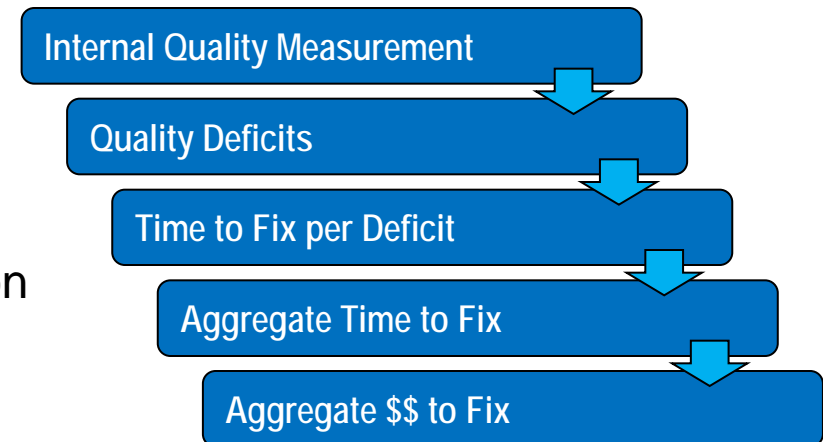 Internal Quality Measurement
Quality Deficits
Time to Fix per Deficit
n
Aggregate Time to Fix
Aggregate $$ to Fix